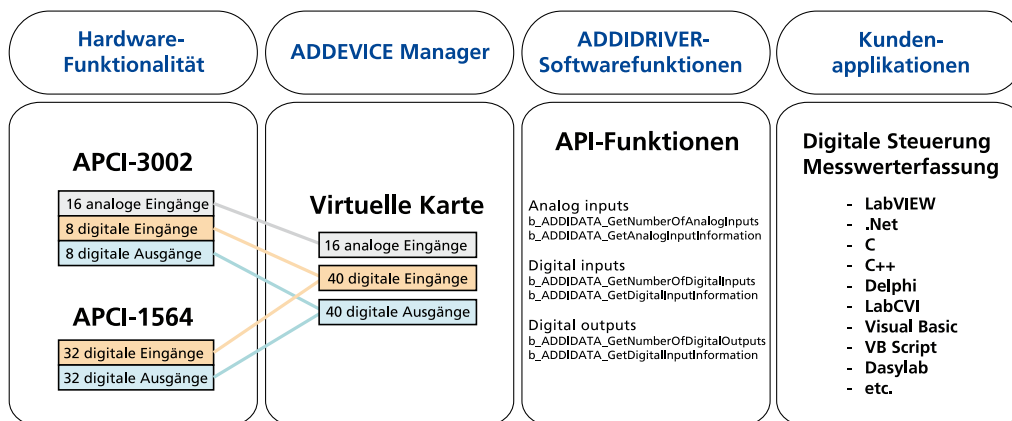 Hardware-
Funktionalität
ADDEVICE Manager
ADDIDRIVER-
Softwarefunktionen
Kunden-
applikationen
APCI-3002
16 analoge Eingänge
8 digitale Eingänge
8 digitale Ausgänge
APCI-1564
32 digitale Eingänge
32 digitale Ausgänge
Virtuelle Karte
16 analoge Eingänge
40 digitale Eingänge
40 digitale Ausgänge
API-Funktionen
Analog inputs
b_ADDIDATA_GetNumberOfAnalogInputs
b_ADDIDATA_GetAnalogInputInformation
Digital inputs
b_ADDIDATA_GetNumberOfDigitalInputs
b_ADDIDATA_GetDigitalInputInformation
Digital outputs
b_ADDIDATA_GetNumberOfDigitalOutputs
b_ADDIDATA_GetDigitalInputInformation
Digitale Steuerung
Messwerterfassung
- LabVIEW
- .Net
- C
- C++
- Delphi
- LabCVI
- Visual Basic
- VB Script
- Dasylab
- etc.